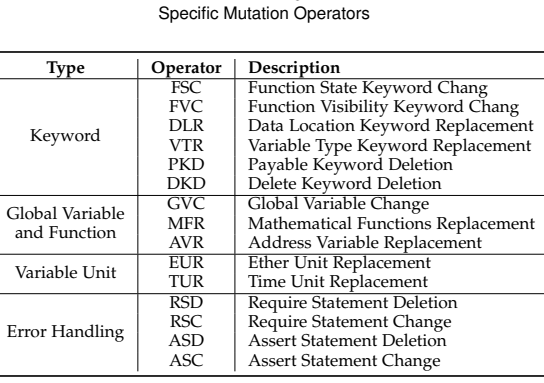 Specific Mutation Operators
Type Operator Description
Keyword
FSC Function State Keyword Chang
FVC Function Visibility Keyword Chang
DLR Data Location Keyword Replacement
VTR Variable Type Keyword Replacement
PKD Payable Keyword Deletion
DKD Delete Keyword Deletion
Global Variable
and Function
GVC Global Variable Change
MFR Mathematical Functions Replacement
AVR Address Variable Replacement
Variable Unit
EUR Ether Unit Replacement
TUR Time Unit Replacement
Error Handling
RSD Require Statement Deletion
RSC Require Statement Change
ASD Assert Statement Deletion
ASC Assert Statement Change